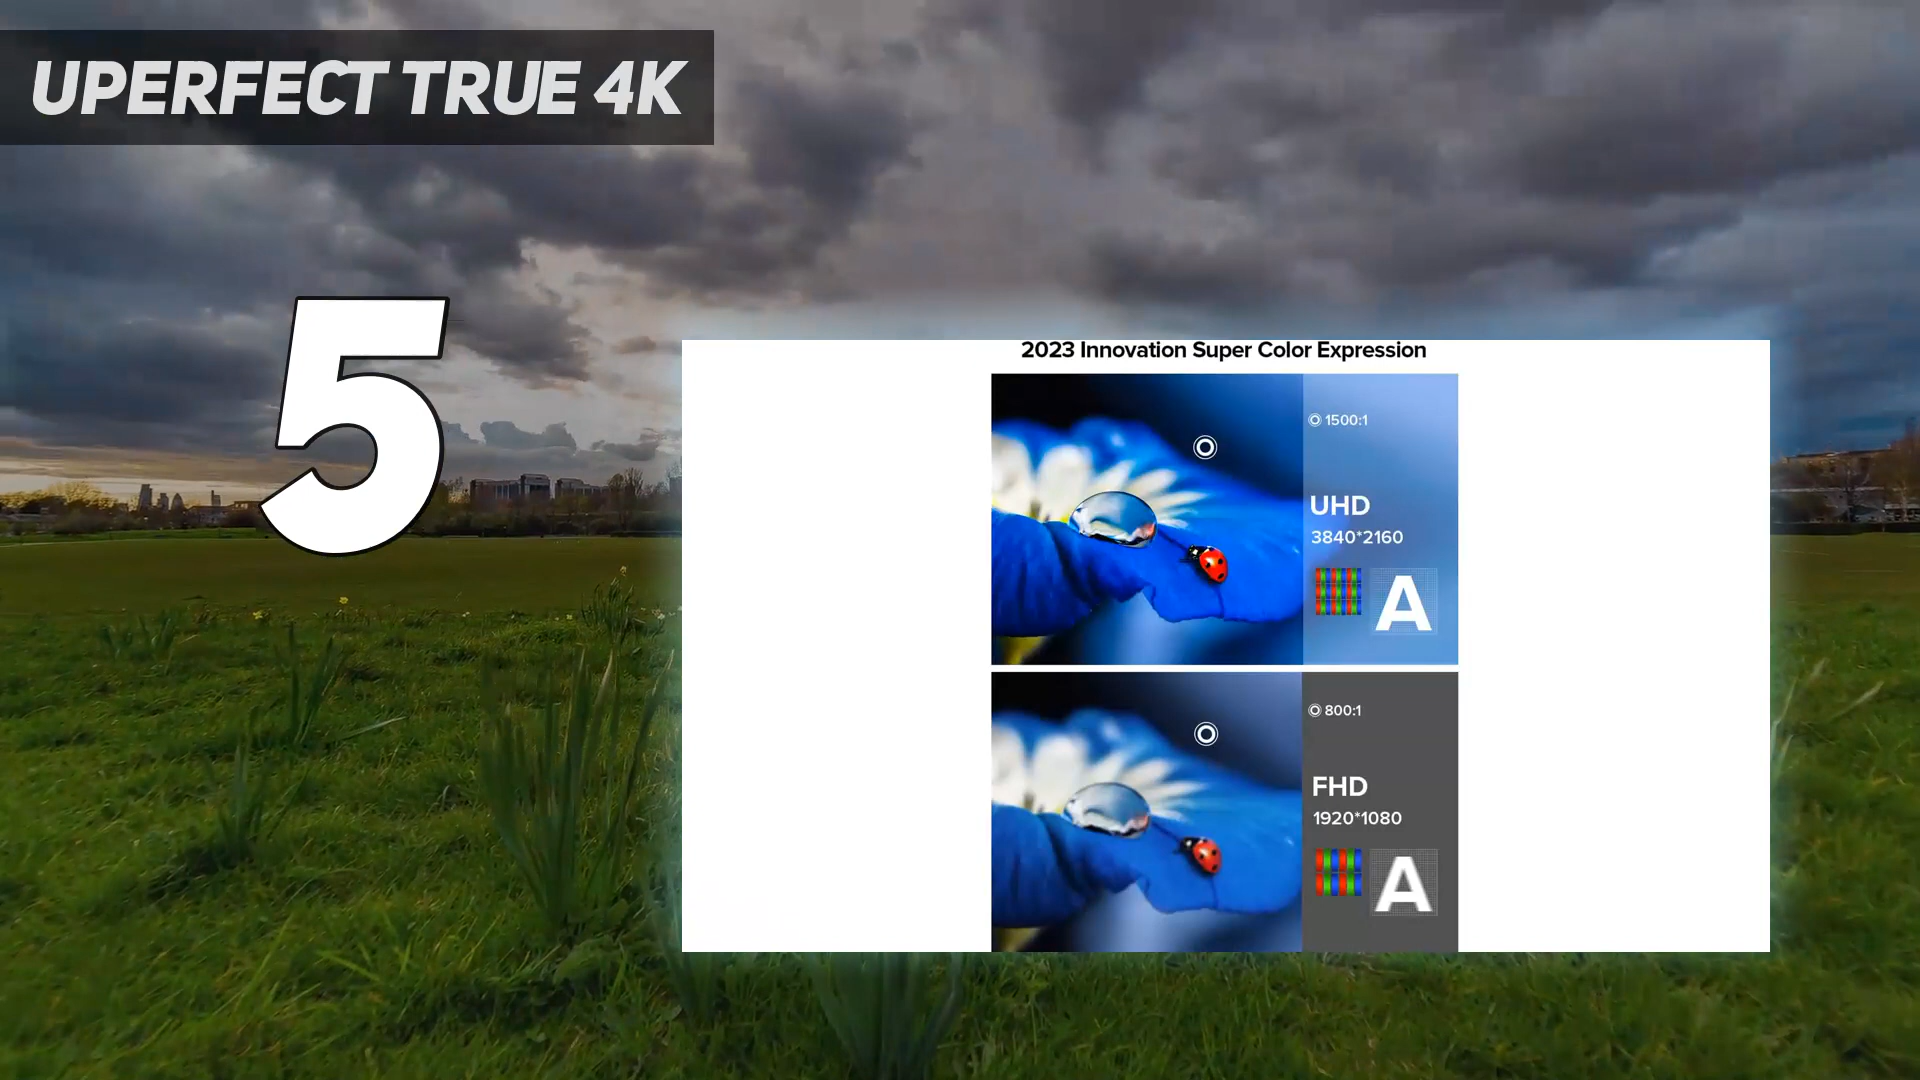 UPERFECT TRUE 4K
5
2023 Innovation Super Color Expression
1500:1
UHD
3840*2160
A
800:1
FHD
1920*1080
A